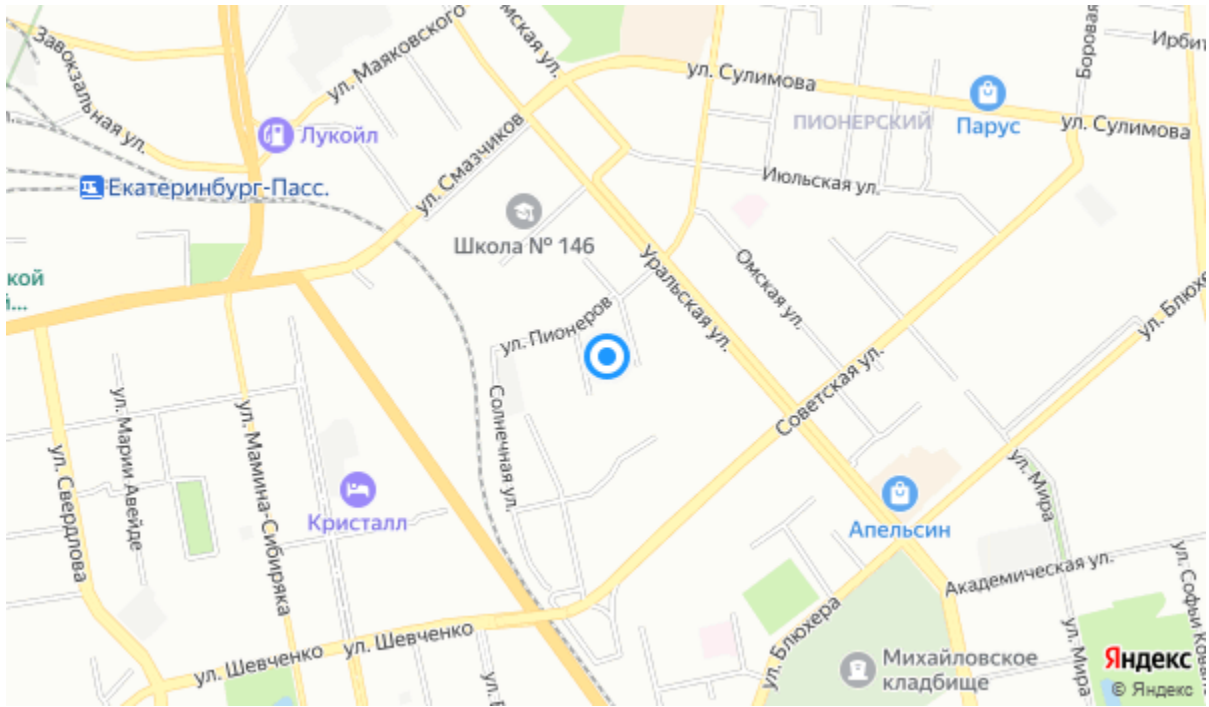 Завокзальная ул.
ул. Маяковского
Омская ул.
Боровая
Ирбит
ул. Сулимова
ПИОНЕРСКИЙ
Парус
ул. Сулимова
Лукойл
ул. Смазчиков
Екатеринбург-Пасс.
Июльская ул.
Школа № 146
кой
й...
Уральская ул.
Омская ул.
ул. Блюхе
ул. Пионеров
Советская ул.
Солнечная ул.
ул. Марии Авейде
ул. Мамина-Сибиряка
ул. Свердлова
Кристалл
ул. Мира
Апельсин
Академическая ул.
ул. Софьи Ковал
ул. Шевченко
ул. Шевченко
ул. Блюхера
Михайловское
кладбище
ул. Мира
Яндекс
© Яндекс